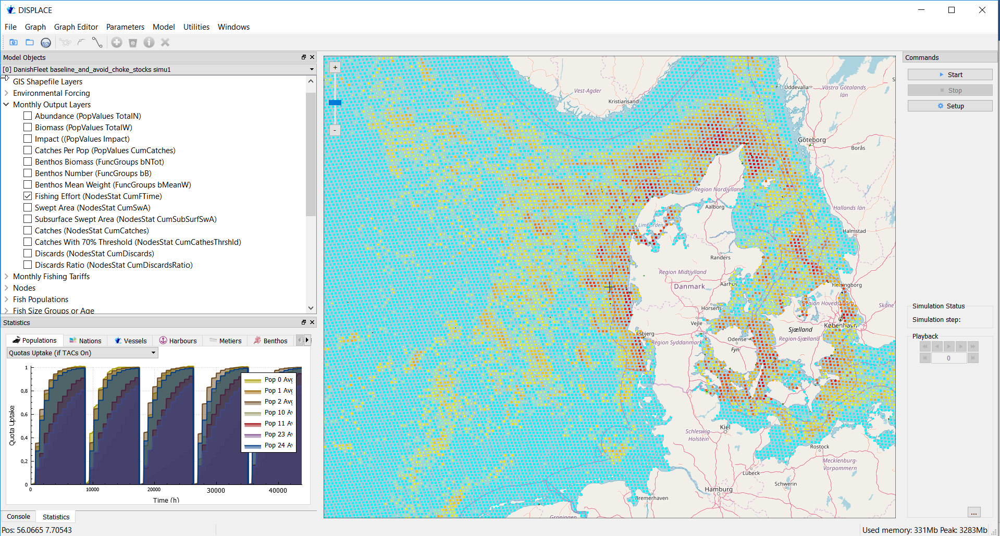 DISPLACE
File Graph Graph Editor Parameters Model Utilities Windows
Model Objects
[0] DanishFleet baseline_and_avoid_choke_stocks simu1
GIS Shapefile Layers
Environmental Forcing
Monthly Output Layers
Abundance (PopValues TotalN)
Biomass (PopValues TotalW)
Impact ((PopValues Impact)
Catches Per Pop (PopValues CumCatches)
Benthos Biomass (FuncGroups bNTot)
Benthos Number (FuncGroups bB)
Benthos Mean Weight (FuncGroups bMeanW)
Fishing Effort (NodesStat CumFTime)
Swept Area (NodesStat CumSwA)
Subsurface Swept Area (NodesStat CumSubSurfSwA)
Catches (NodesStat CumCatches)
Catches With 70% Threshold (NodesStat CumCathesThrshld)
Discards (NodesStat CumDiscards)
Discards Ratio (NodesStat CumDiscardsRatio)
Monthly Fishing Tariffs
Nodes
Fish Populations
Fish Size Groups or Age
Statistics
Populations Nations Vessels Harbours Metiers Benthos
Quotas Uptake (if TACs On)
Quota Uptake
1
0,8
0,6
0,4
0,2
0
0 10000 20000 30000 40000
Time (h)
Pop 0 Avg
Pop 1 Avg
Pop 2 Avg
Pop 10 Av
Pop 11 Av
Pop 23 Av
Pop 24 Av
Console Statistics
Pos: 56.0665 7.70543
+
-
Vest-Agder
Kristiansand
Uddevalla
Västra Götalands
län
S
Göteborg
Borås
Region Nordjylland
Aalborg
Hallands län
Limfjorden
Halmstad
Randers
Region Midtjylland
Danmark
Aarhus
Helsingborg
Region Hovedstaden
Skåne
Horsens
Vejle
København
Sjælland
Esbjerg
Region Syddanmark
Odense
Region-Sjælland
Fyn
Kiel
Schleswig-
Holstein
Rostock
Mecklenburg-
Vorpommern
Lübeck
Schwerin
Hamburg
Bremerhaven
Groningen
Commands
Start
Stop
Setup
Simulation Status
Simulation step:
Playback
0
...
Used memory: 331Mb Peak: 3283Mb